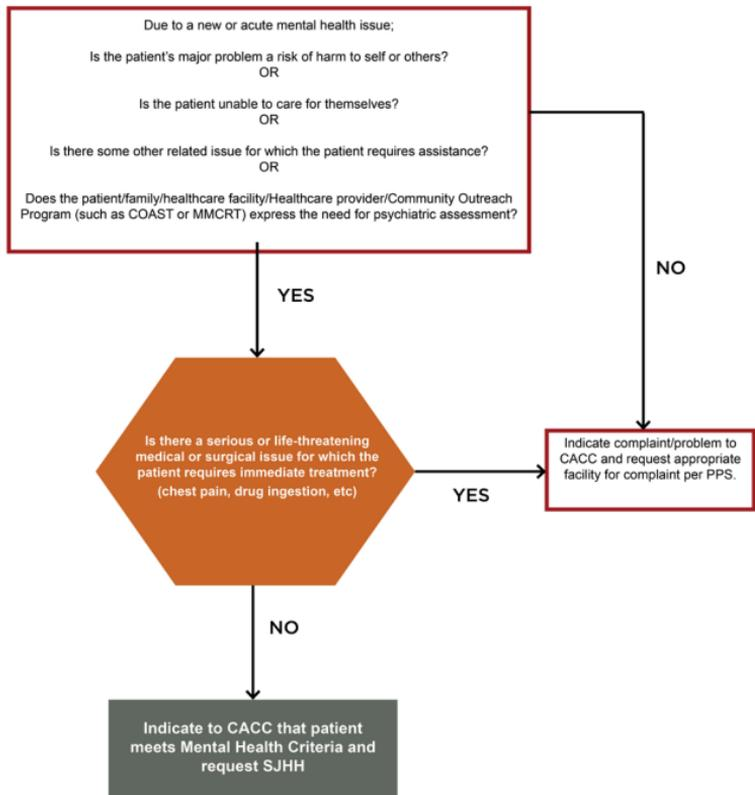 Due to a new or acute mental health issue;
Is the patient's major problem a risk of harm to self or others?
OR
Is the patient unable to care for themselves?
OR
Is there some other related issue for which the patient requires assistance?
OR
Does the patient/family/healthcare facility/Healthcare provider/Community Outreach
Program (such as COAST or MMCRT) express the need for psychiatric assessment?
NO
YES
Is there a serious or life-threatening
medical or surgical issue for which the
patient requires immediate treatment?
(chest pain, drug ingestion, etc)
YES
Indicate complaint/problem to
CACC and request appropriate
facility for complaint per PPS.
NO
Indicate to CACC that patient
meets Mental Health Criteria and
request SJHH